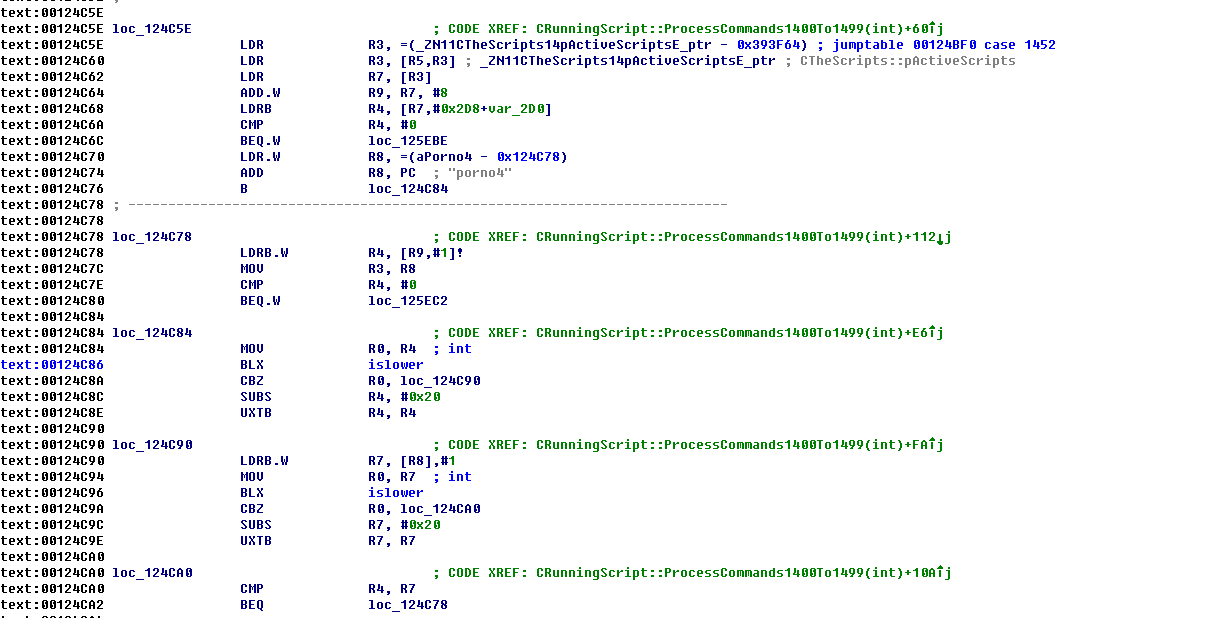 text:00124C5E
text:00124C5E loc_124C5E ; CODE XREF: CRunningScript::ProcessCommands1400To1499(int)+60↑j
text:00124C5E LDR R3, =(_ZN11CTheScripts14pActiveScriptsE_ptr - 0x393F64) ; jumptable 00124BF0 case 1452
text:00124C60 LDR R3, [R5,R3] ; _ZN11CTheScripts14pActiveScriptsE_ptr ; CTheScripts::pActiveScripts
text:00124C62 LDR R7, [R3]
text:00124C64 ADD.W R9, R7, #8
text:00124C68 LDRB R4, [R7,#0x2D8+var_2D0]
text:00124C6A CMP R4, #0
text:00124C6C BEQ.W loc_125EBE
text:00124C70 LDR.W R8, =(aPorno4 - 0x124C78)
text:00124C74 ADD R8, PC ; "porno4"
text:00124C76 B loc_124C84
text:00124C78 ; ---------------------------------------------------------------------------
text:00124C78
text:00124C78 loc_124C78 ; CODE XREF: CRunningScript::ProcessCommands1400To1499(int)+112↓j
text:00124C78 LDRB.W R4, [R9,#1]!
text:00124C7C MOV R3, R8
text:00124C7E CMP R4, #0
text:00124C80 BEQ.W loc_125EC2
text:00124C84
text:00124C84 loc_124C84 ; CODE XREF: CRunningScript::ProcessCommands1400To1499(int)+E6↑j
text:00124C84 MOV R0, R4 ; int
text:00124C86 BLX islower
text:00124C8A CBZ R0, loc_124C90
text:00124C8C SUBS R4, #0x20
text:00124C8E UXTB R4, R4
text:00124C90
text:00124C90 loc_124C90 ; CODE XREF: CRunningScript::ProcessCommands1400To1499(int)+FA↑j
text:00124C90 LDRB.W R7, [R8],#1
text:00124C94 MOV R0, R7 ; int
text:00124C96 BLX islower
text:00124C9A CBZ R0, loc_124CA0
text:00124C9C SUBS R7, #0x20
text:00124C9E UXTB R7, R7
text:00124CA0
text:00124CA0 loc_124CA0 ; CODE XREF: CRunningScript::ProcessCommands1400To1499(int)+10A↑j
text:00124CA0 CMP R4, R7
text:00124CA2 BEQ loc_124C78